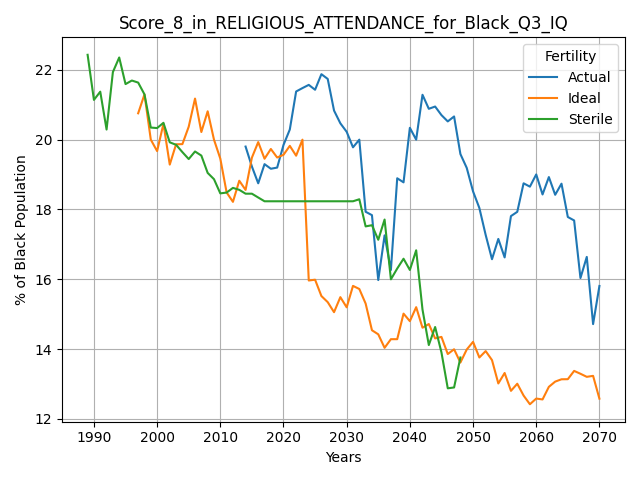 Score_8_in_RELIGIOUS_ATTENDANCE_for_Black_Q3_IQ
Fertility
Actual
Ideal
Sterile
% of Black Population
22
20
18
16
14
12
1990 2000 2010 2020 2030 2040 2050 2060 2070
Years